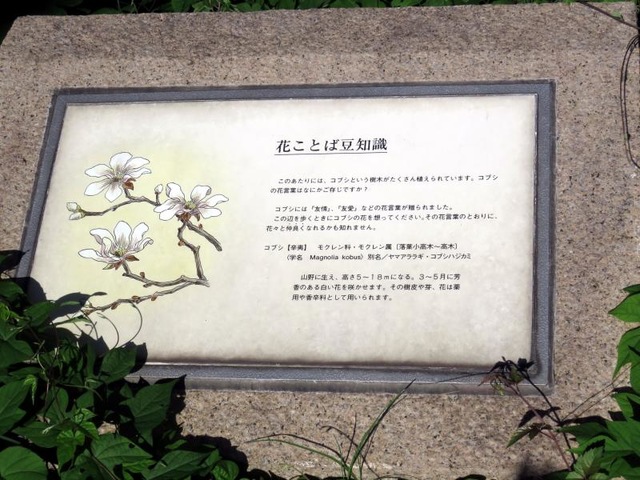 花ことば豆知識
このあたりには、コブシという樹木がたくさん植えられています。コブシ
の花言葉はなにかご存じですか？
コブシには『友情』、『友愛』などの花言葉が贈られました。
この辺を歩くときにコブシの花を想ってください。その花言葉のとおりに、
花々と仲良くなれるかも知れません。
コブシ【辛夷】　モクレン科・モクレン属［落葉小高木〜高木］
（学名　Magnolia kobus）別名／ヤマアララギ・コブシハジカミ
山野に生え、高さ５〜１８ｍになる。３〜５月に芳
香のある白い花を咲かせます。その樹皮や芽、花は薬
用や香辛料として用いられます。